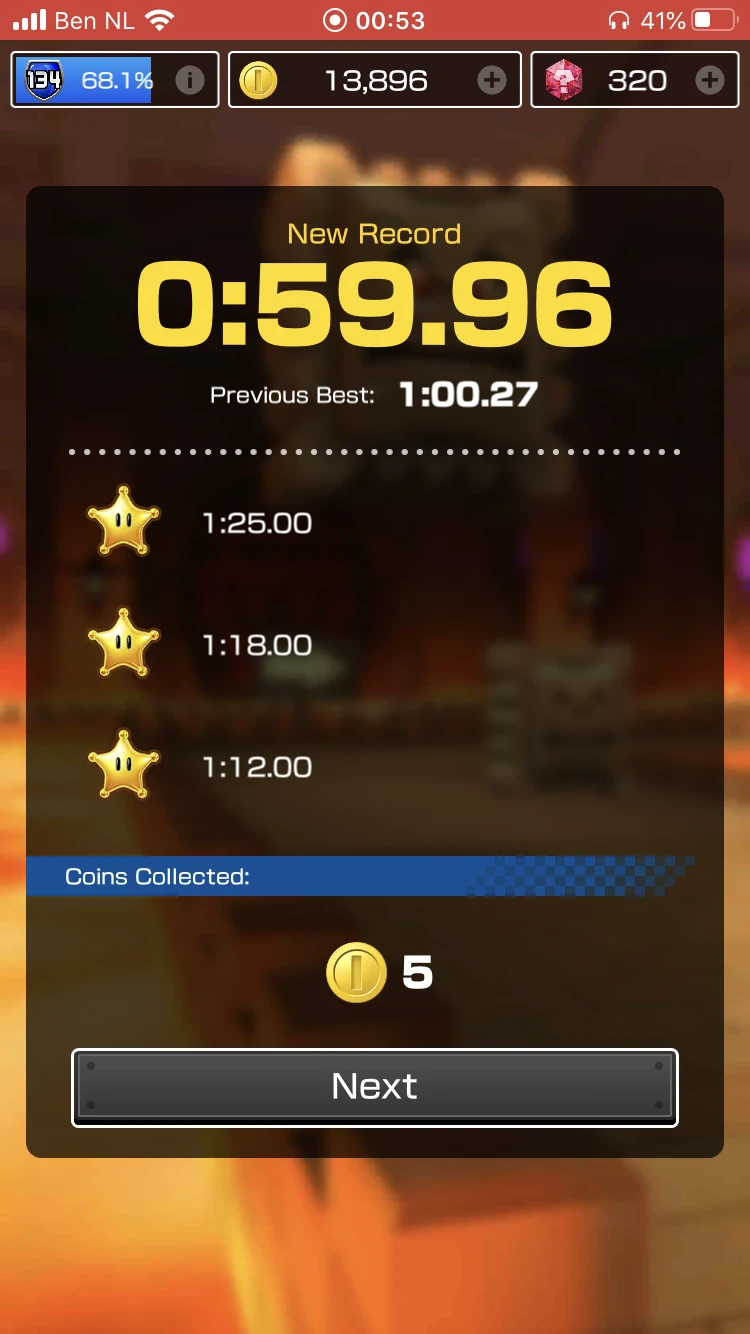 Ben NL 00:53 41%
134 68.1% i 13,896 + ? 320 +
New Record
0:59.96
Previous Best: 1:00.27
1:25.00
1:18.00
1:12.00
Coins Collected:
5
Next